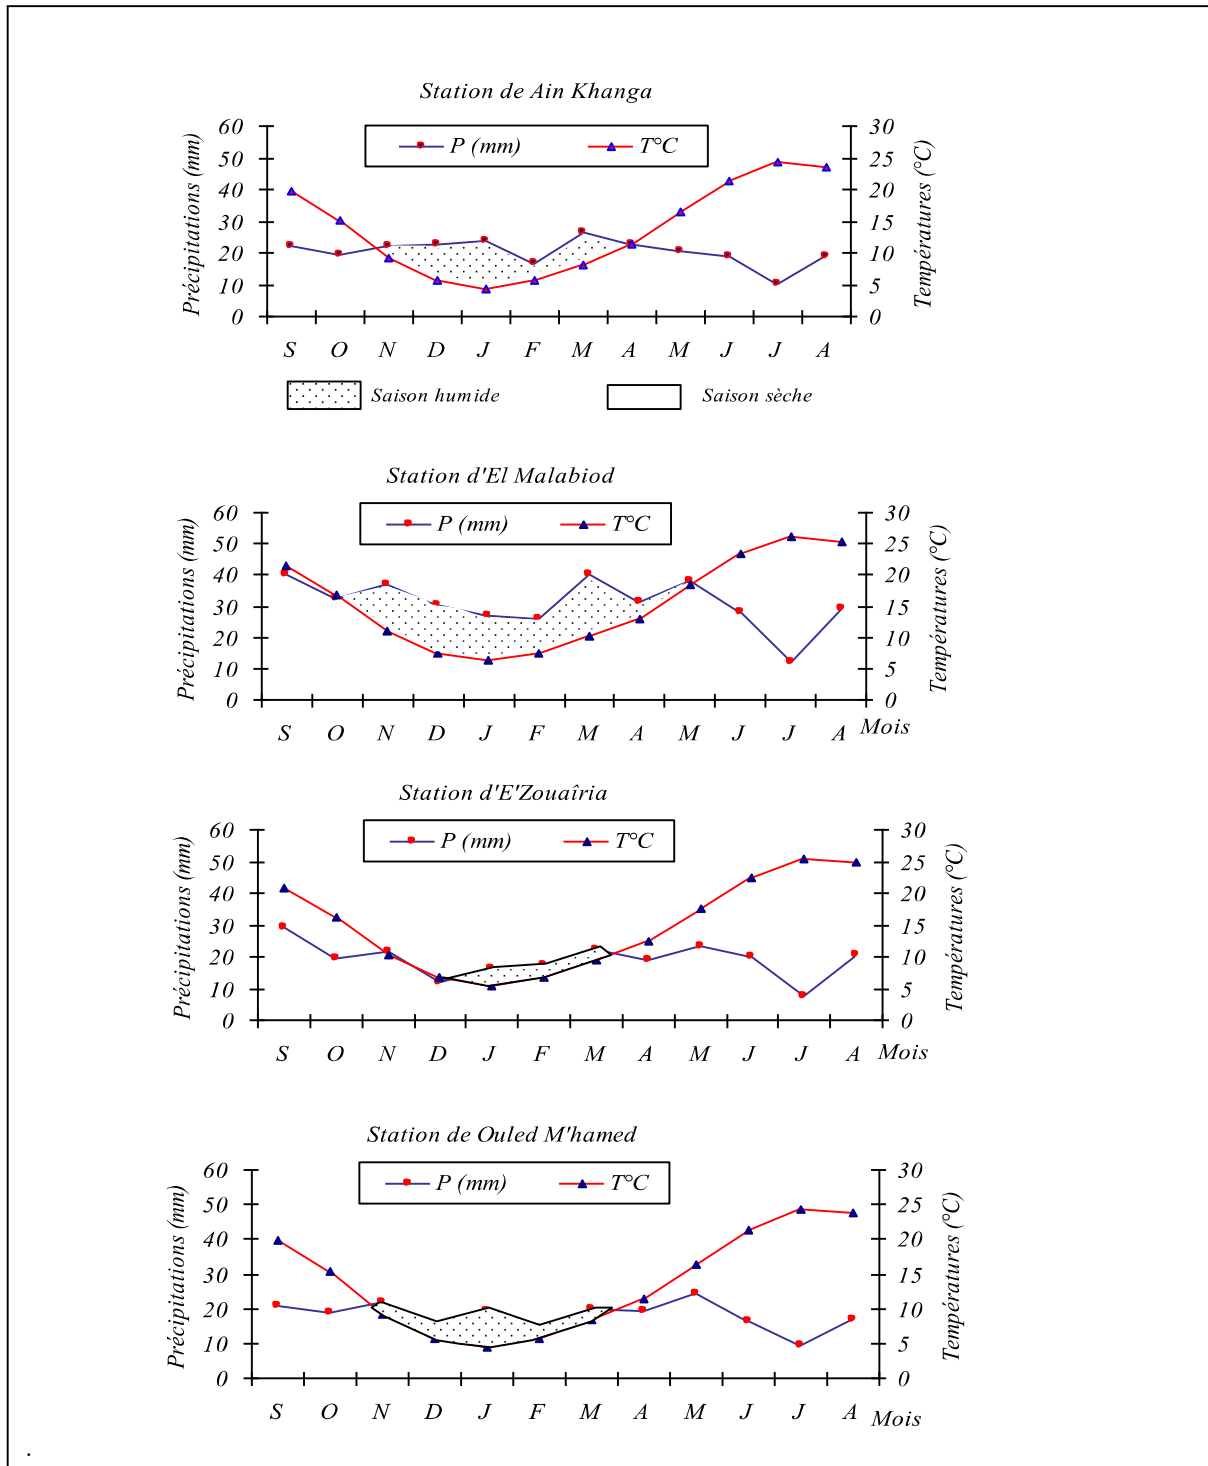 Station de Ain Khanga
P (mm) T°C
Précipitations (mm)
60
50
40
30
20
10
0
30
25
20
15
10
5
0
Températures (°C)
S O N D J F M A M J J A
Saison humide Saison sèche
Station d'El Malabiod
P (mm) T°C
Précipitations (mm)
60
50
40
30
20
10
0
30
25
20
15
10
5
0
Températures (°C)
S O N D J F M A M J J A Mois
Station d'E'Zouaîria
P (mm) T°C
Précipitations (mm)
60
50
40
30
20
10
0
30
25
20
15
10
5
0
Températures (°C)
S O N D J F M A M J J A Mois
Station de Ouled M'hamed
P (mm) T°C
Précipitations (mm)
60
50
40
30
20
10
0
30
25
20
15
10
5
0
Températures (°C)
S O N D J F M A M J J A Mois
.